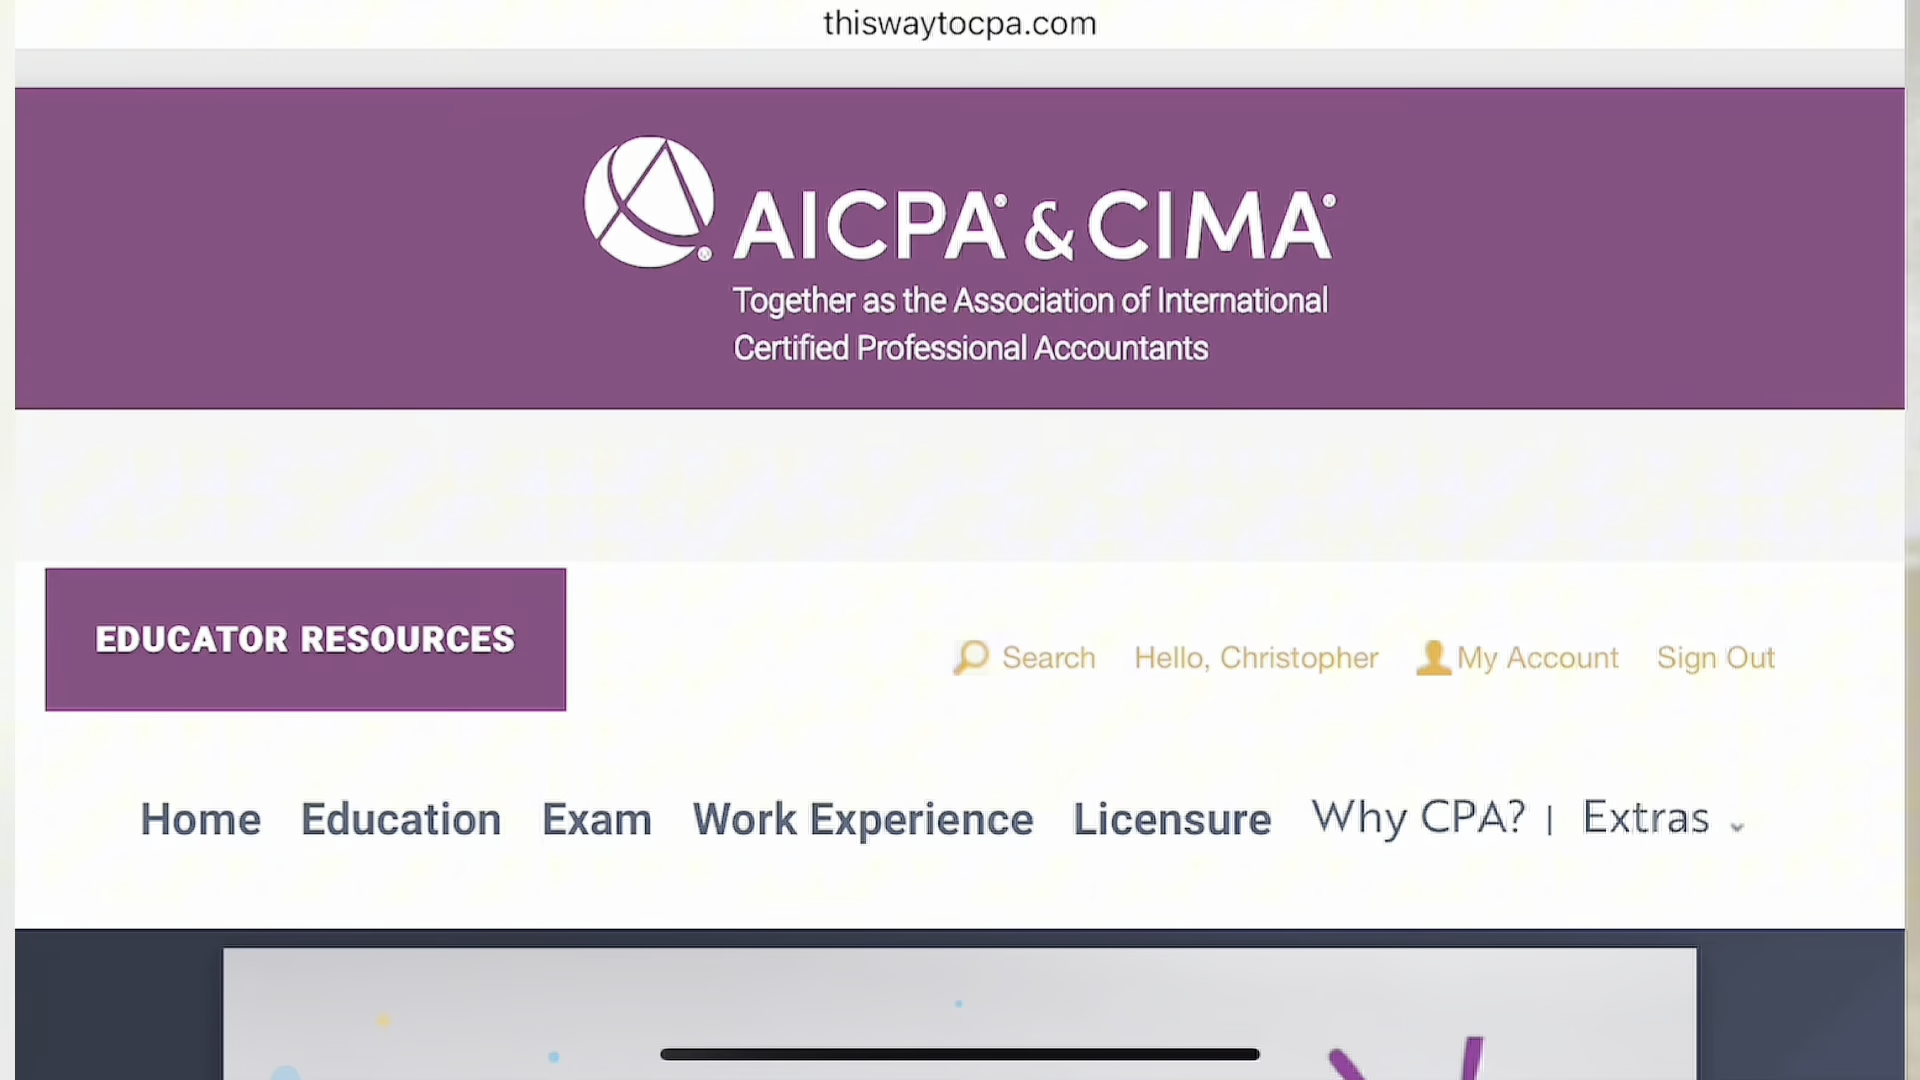 thiswaytocpa.com
AICPA® & CIMA®
Together as the Association of International
Certified Professional Accountants
EDUCATOR RESOURCES
Search Hello, Christopher My Account Sign Out
Home Education Exam Work Experience Licensure Why CPA? | Extras